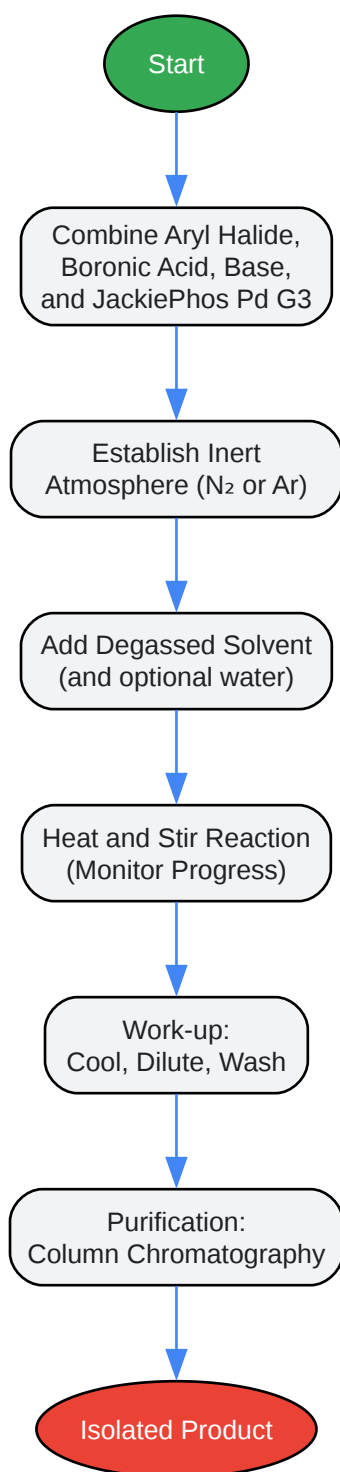 Start
Combine Aryl Halide,
Boronic Acid, Base,
and JackiePhos Pd G3
Establish Inert
Atmosphere (N₂ or Ar)
Add Degassed Solvent
(and optional water)
Heat and Stir Reaction
(Monitor Progress)
Work-up:
Cool, Dilute, Wash
Purification:
Column Chromatography
Isolated Product